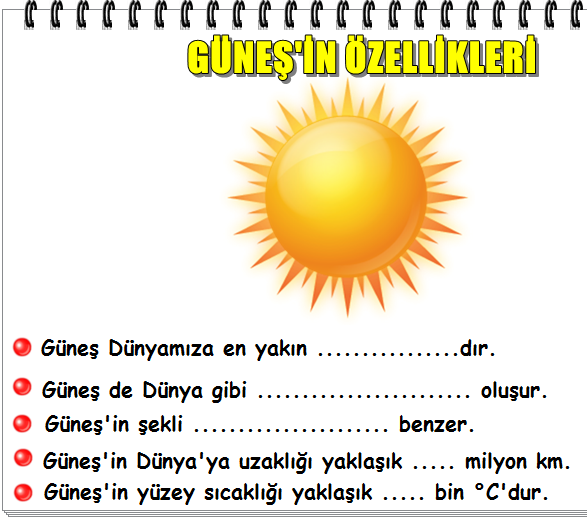 GÜNEŞ'İN ÖZELLİKLERİ
Güneş Dünyamıza en yakın ................dır.
Güneş de Dünya gibi ........................ oluşur.
Güneş'in şekli ...................... benzer.
Güneş'in Dünya'ya uzaklığı yaklaşık ..... milyon km.
Güneş'in yüzey sıcaklığı yaklaşık ..... bin °C'dur.